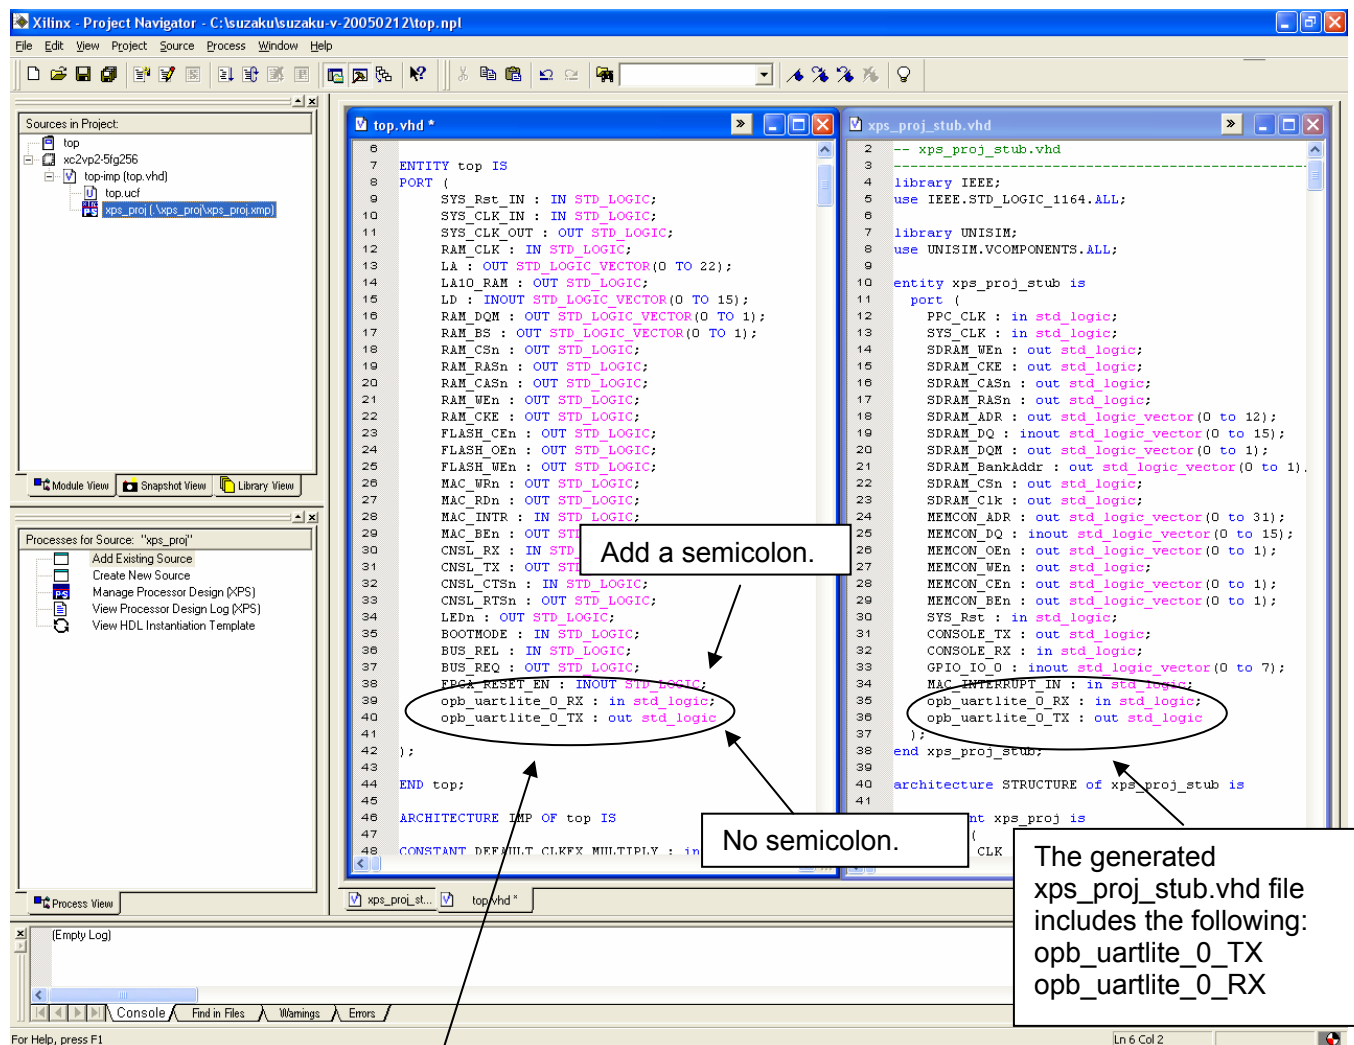 Xilinx - Project Navigator - C:\suzaku\suzaku-v-20050212\top.npl
File Edit View Project Source Process Window Help
Sources in Project:
top
xc2vp2-5fg256
top-imp (top.vhd)
top.ucf
xps_proj (.\xps_proj\xps_proj.xmp)
Module View Snapshot View Library View
Processes for Source: "xps_proj"
Add Existing Source
Create New Source
Manage Processor Design (XPS)
View Processor Design Log (XPS)
View HDL Instantiation Template
Process View
top.vhd *
6
7 ENTITY top IS
8 PORT (
9 SYS_Rst_IN : IN STD_LOGIC;
10 SYS_CLK_IN : IN STD_LOGIC;
11 SYS_CLK_OUT : OUT STD_LOGIC;
12 RAM_CLK : IN STD_LOGIC;
13 LA : OUT STD_LOGIC_VECTOR(0 TO 22);
14 LA10_RAM : OUT STD_LOGIC;
15 LD : INOUT STD_LOGIC_VECTOR(0 TO 15);
16 RAM_DQM : OUT STD_LOGIC_VECTOR(0 TO 1);
17 RAM_BS : OUT STD_LOGIC_VECTOR(0 TO 1);
18 RAM_CSn : OUT STD_LOGIC;
19 RAM_RASn : OUT STD_LOGIC;
20 RAM_CASn : OUT STD_LOGIC;
21 RAM_WEn : OUT STD_LOGIC;
22 RAM_CKE : OUT STD_LOGIC;
23 FLASH_CEn : OUT STD_LOGIC;
24 FLASH_OEn : OUT STD_LOGIC;
25 FLASH_WEn : OUT STD_LOGIC;
26 MAC_WRn : OUT STD_LOGIC;
27 MAC_RDn : OUT STD_LOGIC;
28 MAC_INTR : IN STD_LOGIC;
29 MAC_BEn : OUT ST
30 CNSL_RX : IN STD_
31 CNSL_TX : OUT ST
32 CNSL_CTSn : IN STD_LOGIC;
33 CNSL_RTSn : OUT STD_LOGIC;
34 LEDn : OUT STD_LOGIC;
35 BOOTMODE : IN STD_LOGIC;
36 BUS_REL : IN STD_LOGIC;
37 BUS_REQ : OUT STD_LOGIC;
38 FPGA_RESET_EN : INOUT STD_LOGIC;
39 opb_uartlite_0_RX : in std_logic;
40 opb_uartlite_0_TX : out std_logic
41
42 );
43
44 END top;
45
46 ARCHITECTURE IMP OF top IS
47
48 CONSTANT DEFAULT_CLKFX_MULTIPLY : in
Add a semicolon.
No semicolon.
xps_proj_stub.vhd
2 -- xps_proj_stub.vhd
3 ------------------------------------------------
4 library IEEE;
5 use IEEE.STD_LOGIC_1164.ALL;
6
7 library UNISIM;
8 use UNISIM.VCOMPONENTS.ALL;
9
10 entity xps_proj_stub is
11 port (
12 PPC_CLK : in std_logic;
13 SYS_CLK : in std_logic;
14 SDRAM_WEn : out std_logic;
15 SDRAM_CKE : out std_logic;
16 SDRAM_CASn : out std_logic;
17 SDRAM_RASn : out std_logic;
18 SDRAM_ADR : out std_logic_vector(0 to 12);
19 SDRAM_DQ : inout std_logic_vector(0 to 15);
20 SDRAM_DQM : out std_logic_vector(0 to 1);
21 SDRAM_BankAddr : out std_logic_vector(0 to 1)
22 SDRAM_CSn : out std_logic;
23 SDRAM_Clk : out std_logic;
24 MEMCON_ADR : out std_logic_vector(0 to 31);
25 MEMCON_DQ : inout std_logic_vector(0 to 15);
26 MEMCON_OEn : out std_logic_vector(0 to 1);
27 MEMCON_WEn : out std_logic;
28 MEMCON_CEn : out std_logic_vector(0 to 1);
29 MEMCON_BEn : out std_logic_vector(0 to 1);
30 SYS_Rst : in std_logic;
31 CONSOLE_TX : out std_logic;
32 CONSOLE_RX : in std_logic;
33 GPIO_IO_0 : inout std_logic_vector(0 to 7);
34 MAC_INTERRUPT_IN : in std_logic;
35 opb_uartlite_0_RX : in std_logic;
36 opb_uartlite_0_TX : out std_logic
37 );
38 end xps_proj_stub;
39
40 architecture STRUCTURE of xps_proj_stub is
41
nt xps_proj is
(
CLK
The generated
xps_proj_stub.vhd file
includes the following:
opb_uartlite_0_TX
opb_uartlite_0_RX
xps_proj_st... top.vhd *
(Empty Log)
Console Find in Files Warnings Errors
For Help, press F1
Ln 6 Col 2